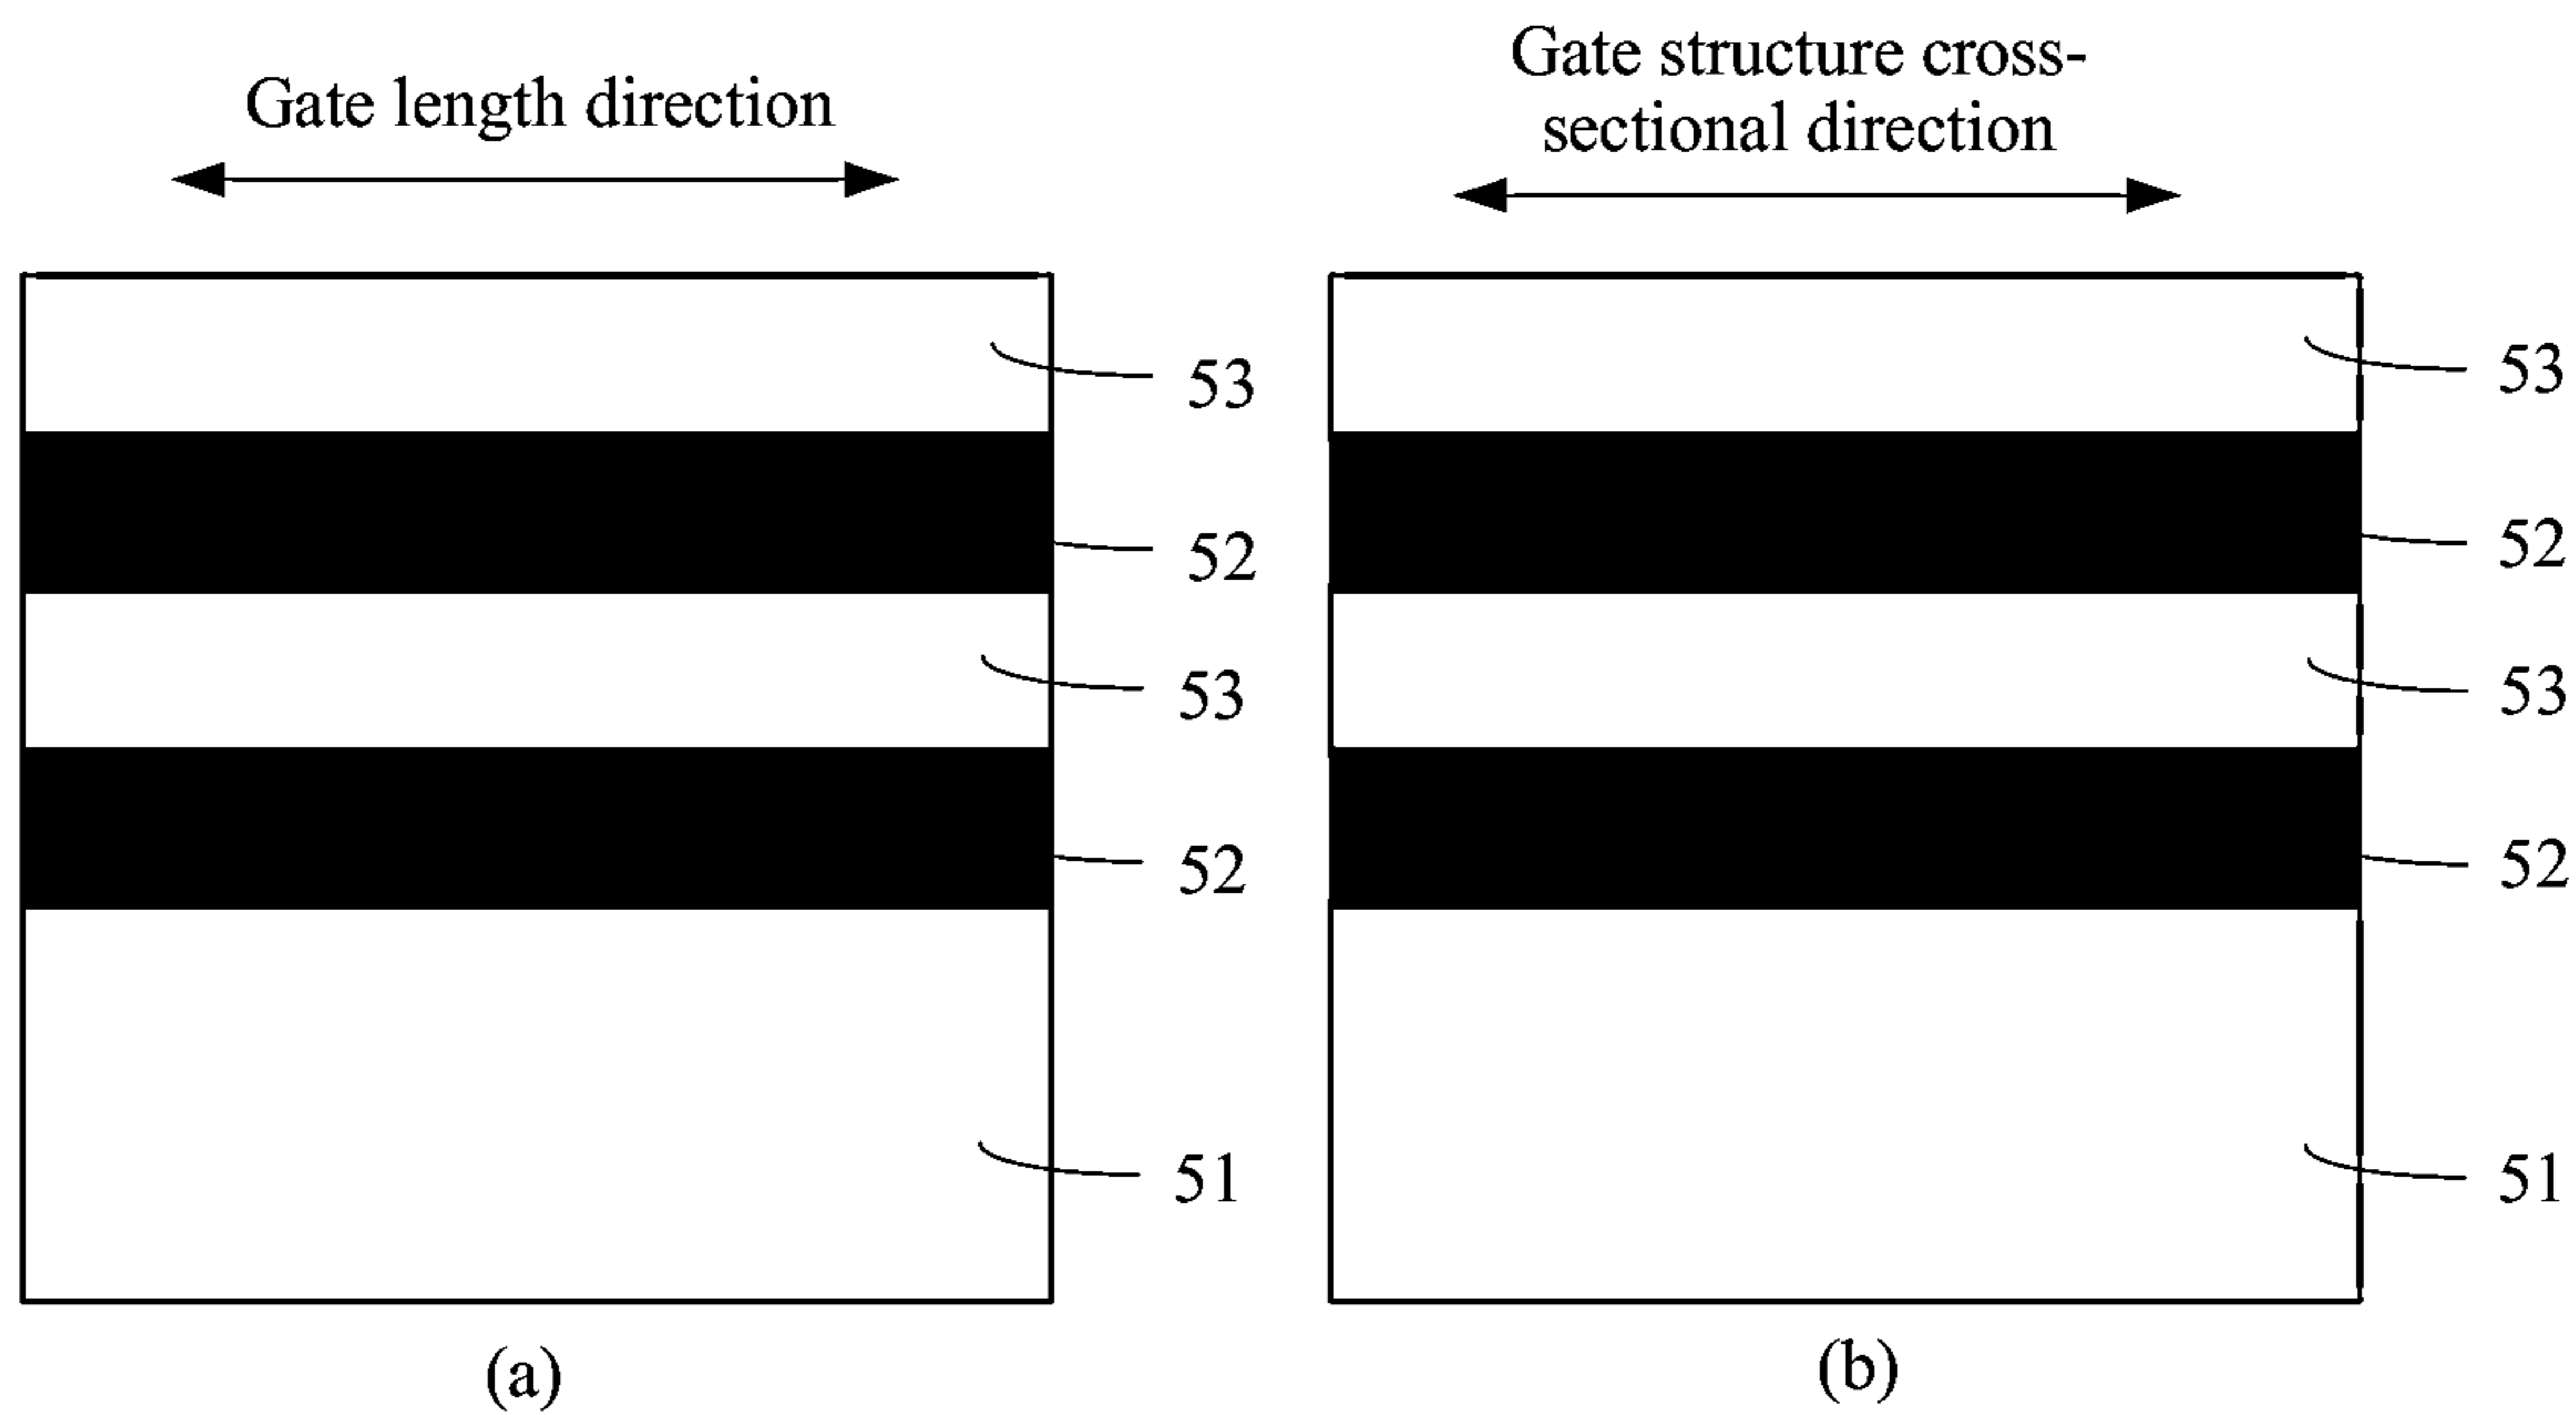 Gate length direction
53
52
53
52
51
(a)
Gate structure cross-
sectional direction
53
52
53
52
51
(b)